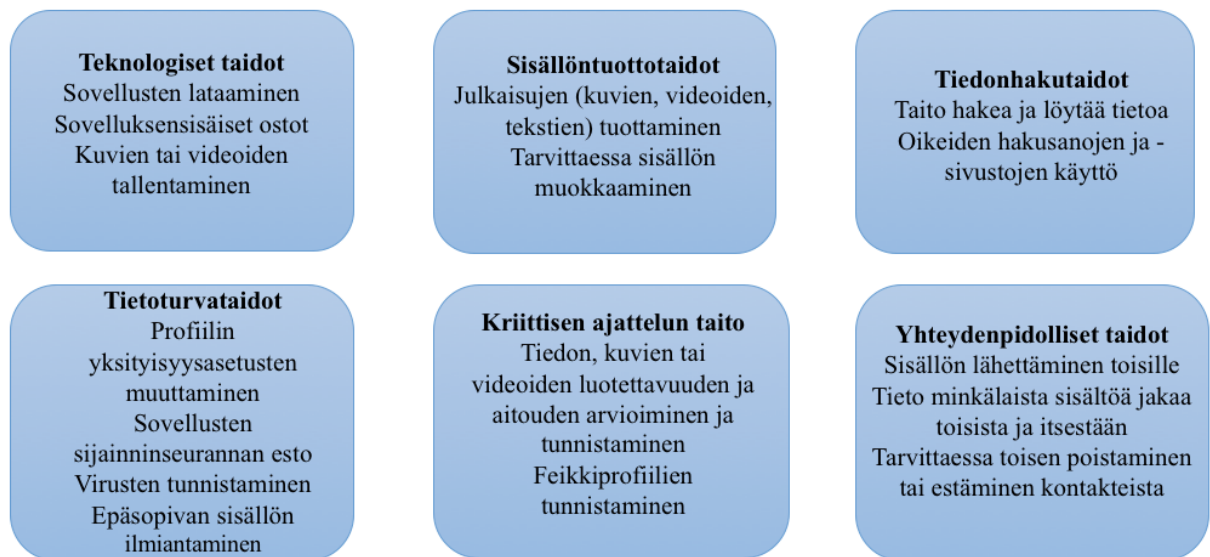 Teknologiset taidot
Sovellusten lataaminen
Sovelluksensisäiset ostot
Kuvien tai videoiden
tallentaminen
Sisällöntuottotaidot
Julkaisujen (kuvien, videoiden,
tekstien) tuottaminen
Tarvittaessa sisällön
muokkaaminen
Tiedonhakutaidot
Taito hakea ja löytää tietoa
Oikeiden hakusanojen ja -
sivustojen käyttö
Tietoturvataidot
Profiilin
yksityisyysasetusten
muuttaminen
Sovellusten
sijainninseurannan esto
Virusten tunnistaminen
Epäsopivan sisällön
ilmiantaminen
Kriittisen ajattelun taito
Tiedon, kuvien tai
videoiden luotettavuuden ja
aitouden arvioiminen ja
tunnistaminen
Feikkiprofiilien
tunnistaminen
Yhteydenpidolliset taidot
Sisällön lähettäminen toisille
Tieto minkälaista sisältöä jakaa
toisista ja itsestään
Tarvittaessa toisen poistaminen
tai estäminen kontakteista